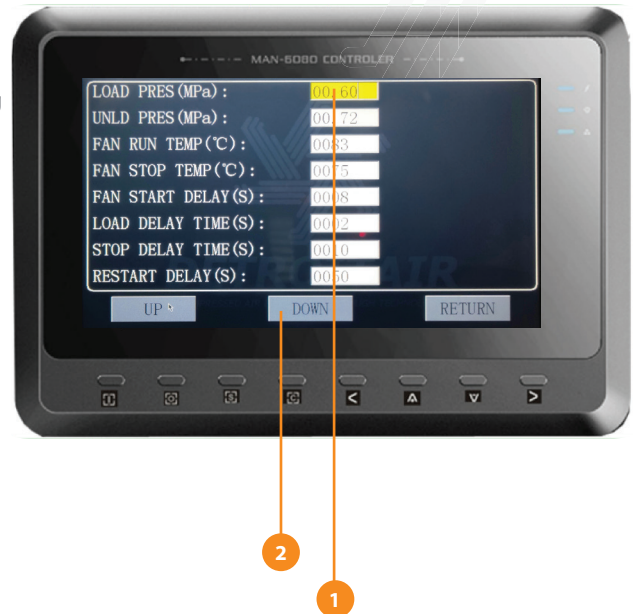 MAN-6080 CONTROLER
LOAD PRES(MPa): 00.60
UNLD PRES(MPa): 00.72
FAN RUN TEMP(℃): 0083
FAN STOP TEMP(℃): 0075
FAN START DELAY(S): 0008
LOAD DELAY TIME(S): 0002
STOP DELAY TIME(S): 0010
RESTART DELAY(S): 0050
UP DOWN RETURN
2
1